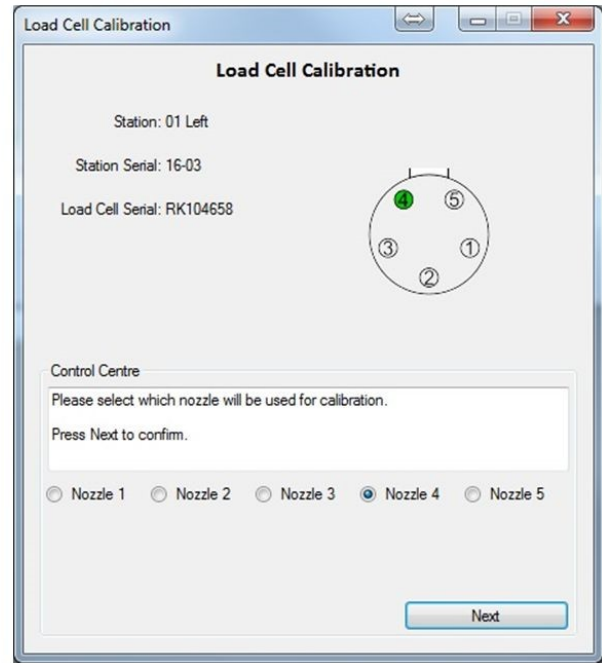 Load Cell Calibration
Load Cell Calibration
Station: 01 Left
Station Serial: 16-03
Load Cell Serial: RK104658
4 5
3 1
2
Control Centre
Please select which nozzle will be used for calibration.
Press Next to confirm.
Nozzle 1 Nozzle 2 Nozzle 3 Nozzle 4 Nozzle 5
Next